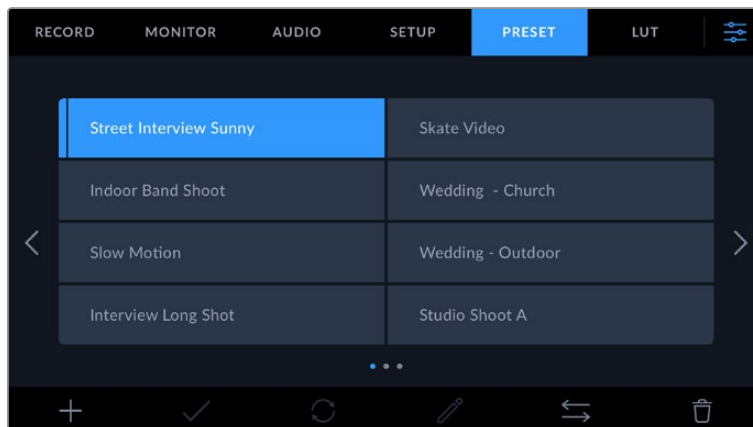 RECORD MONITOR AUDIO SETUP PRESET LUT
Street Interview Sunny Skate Video
Indoor Band Shoot Wedding - Church
Slow Motion Wedding - Outdoor
Interview Long Shot Studio Shoot A